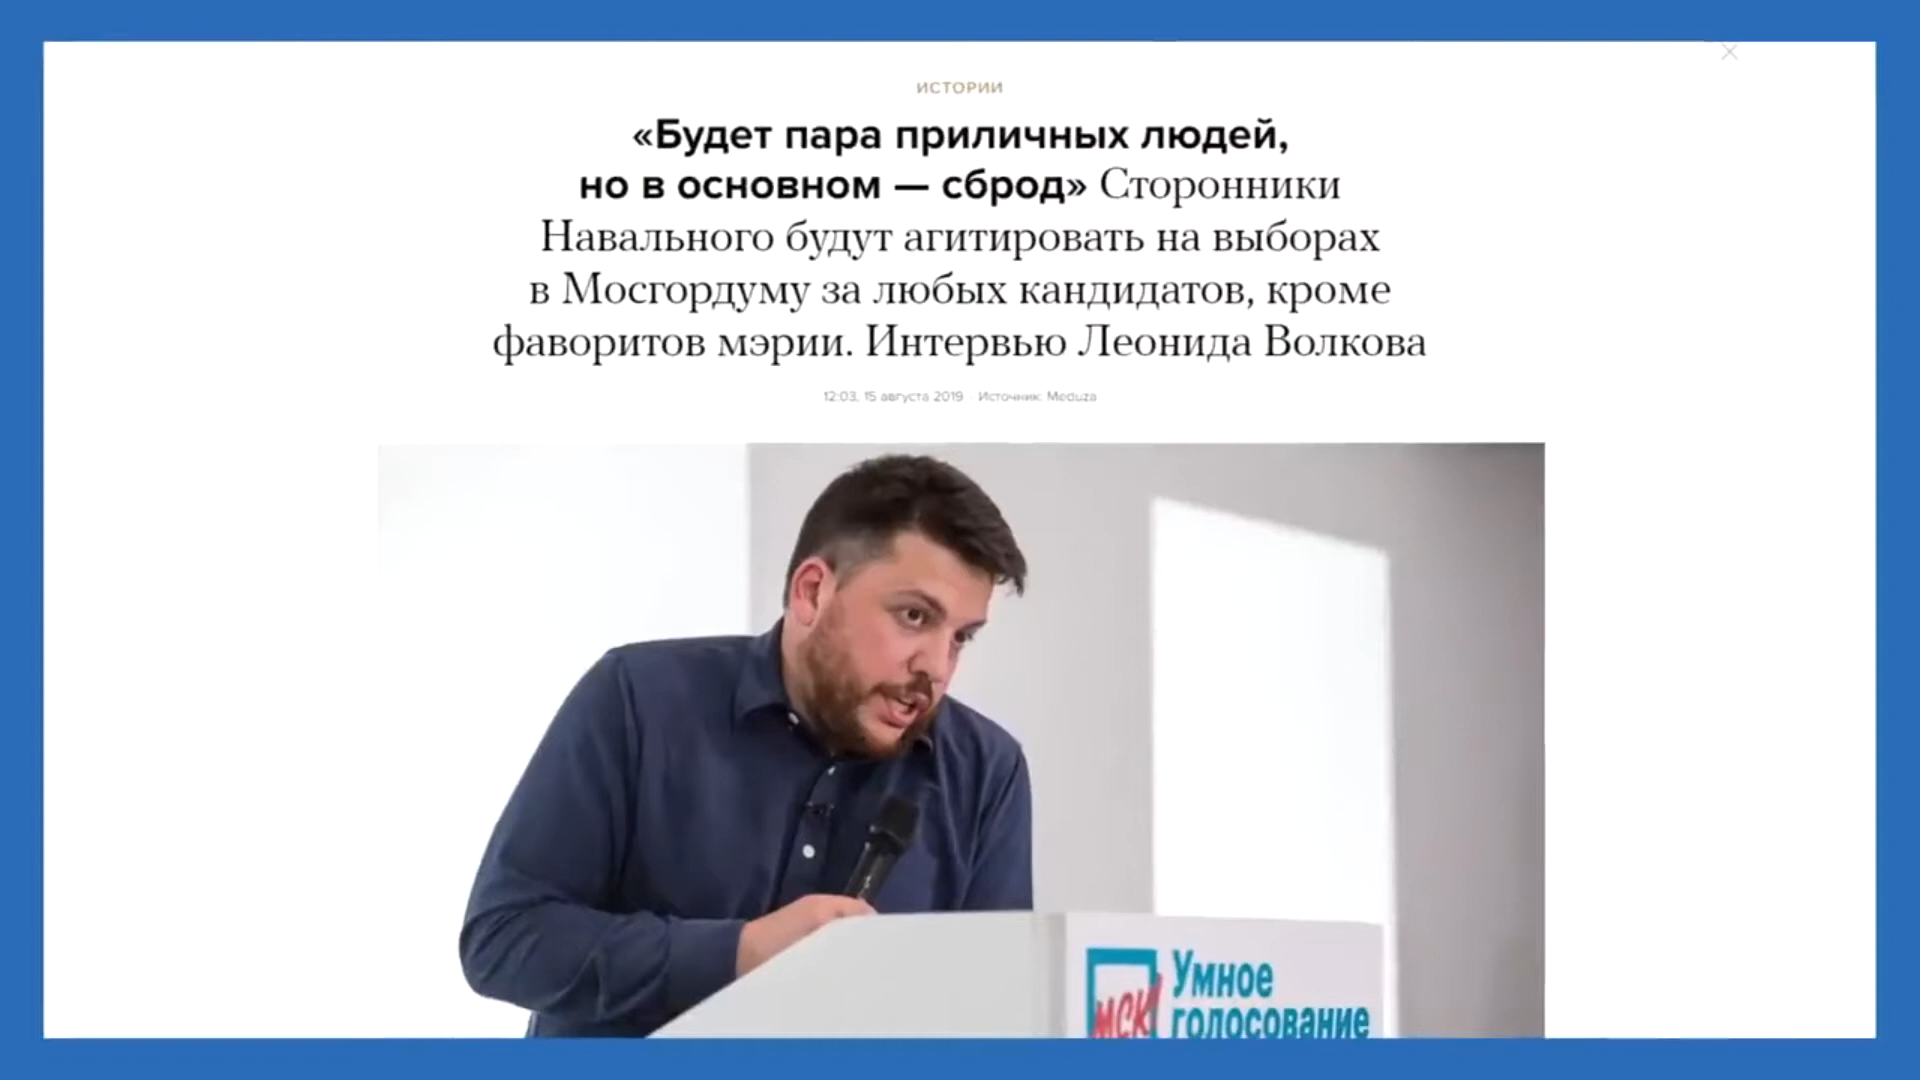 ИСТОРИИ
«Будет пара приличных людей,
но в основном — сброд» Сторонники
Навального будут агитировать на выборах
в Мосгордуму за любых кандидатов, кроме
фаворитов мэрии. Интервью Леонида Волкова
12:03, 15 августа 2019 · Источник: Meduza
МСК
Умное
голосование